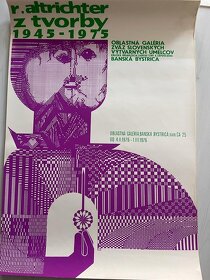 r. altrichter
z tvorby
1945-1975
OBLASTNÁ GALÉRIA
ZVÄZ SLOVENSKÝCH
VÝTVARNÝCH UMELCOV
BANSKÁ BYSTRICA
OBLASTNÁ GALÉRIA BANSKÁ BYSTRICA